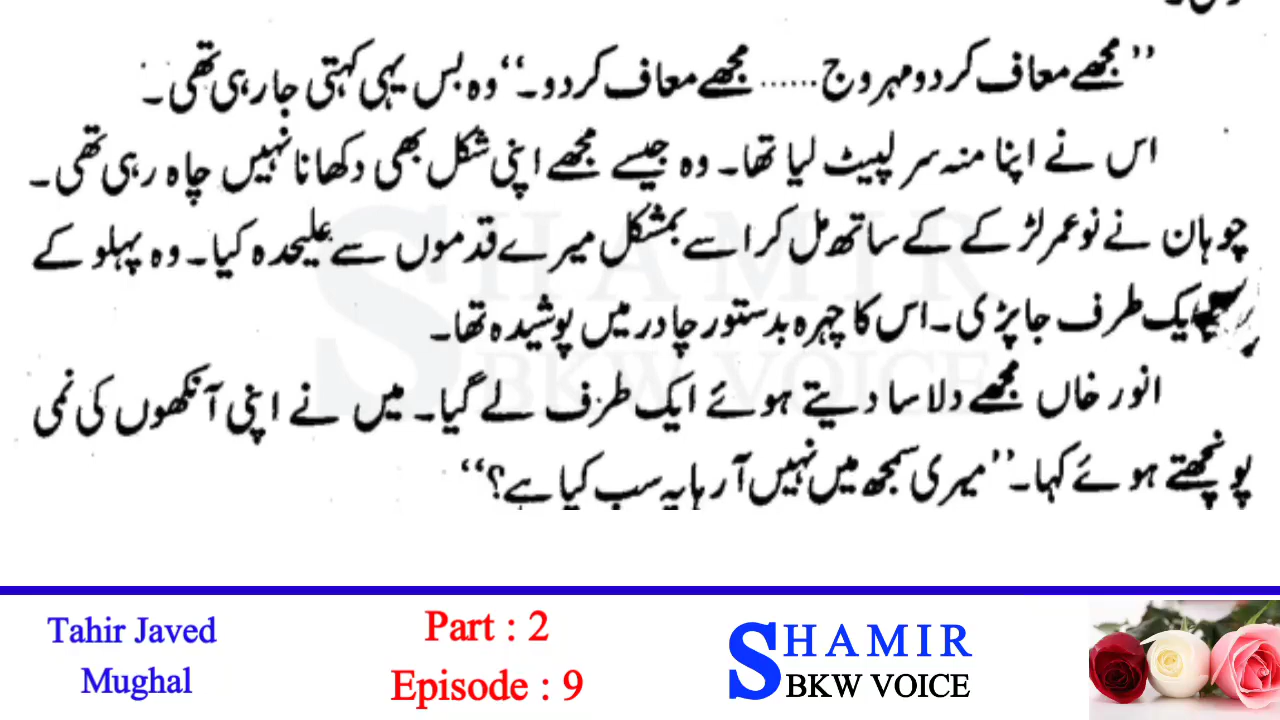 ”مجھے معاف کر دو مہروج...... مجھے معاف کر دو۔“ وہ بس یہی کہتی جا رہی تھی۔
اس نے اپنا منہ سر لپیٹ لیا تھا۔ وہ جیسے مجھے اپنی شکل بھی دکھانا نہیں چاہ رہی تھی۔
چوہان نے نوعمر لڑکے کے ساتھ مل کر اسے بمشکل میرے قدموں سے علیحدہ کیا۔ وہ پہلو کے
ایک طرف جا پڑی۔ اس کا چہرہ بدستور چادر میں پوشیدہ تھا۔
انور خاں مجھے دلاسا دیتے ہوئے ایک طرف لے گیا۔ میں نے اپنی آنکھوں کی نمی
پونچھتے ہوئے کہا۔ ”میری سمجھ میں نہیں آ رہا یہ سب کیا ہے؟“
SHAMIR
BKW VOICE
Tahir Javed
Mughal
Part : 2
Episode : 9
SHAMIR
BKW VOICE